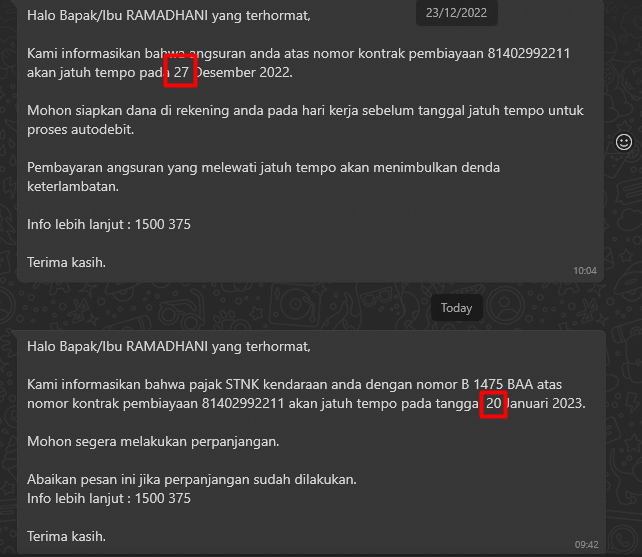 23/12/2022
Halo Bapak/Ibu RAMADHANI yang terhormat,
Kami informasikan bahwa angsuran anda atas nomor kontrak pembiayaan 81402992211
akan jatuh tempo pada 27 Desember 2022.
Mohon siapkan dana di rekening anda pada hari kerja sebelum tanggal jatuh tempo untuk
proses autodebit.
Pembayaran angsuran yang melewati jatuh tempo akan menimbulkan denda
keterlambatan.
Info lebih lanjut : 1500 375
Terima kasih.
10:04
Today
Halo Bapak/Ibu RAMADHANI yang terhormat,
Kami informasikan bahwa pajak STNK kendaraan anda dengan nomor B 1475 BAA atas
nomor kontrak pembiayaan 81402992211 akan jatuh tempo pada tanggal 20 Januari 2023.
Mohon segera melakukan perpanjangan.
Abaikan pesan ini jika perpanjangan sudah dilakukan.
Info lebih lanjut : 1500 375
Terima kasih.
09:42